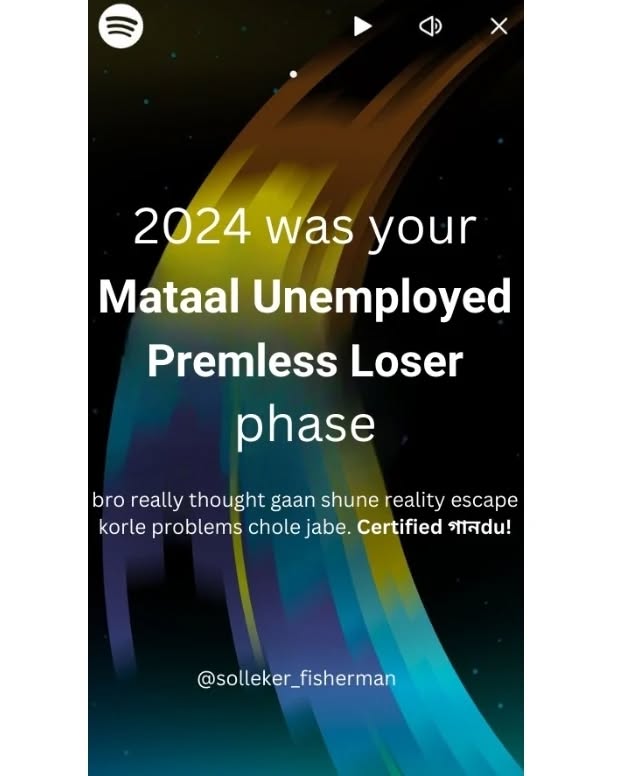 2024 was your
Mataal Unemployed
Premless Loser
phase
bro really thought gaan shune reality escape
korle problems chole jabe. Certified গানdu!
@solleker_fisherman